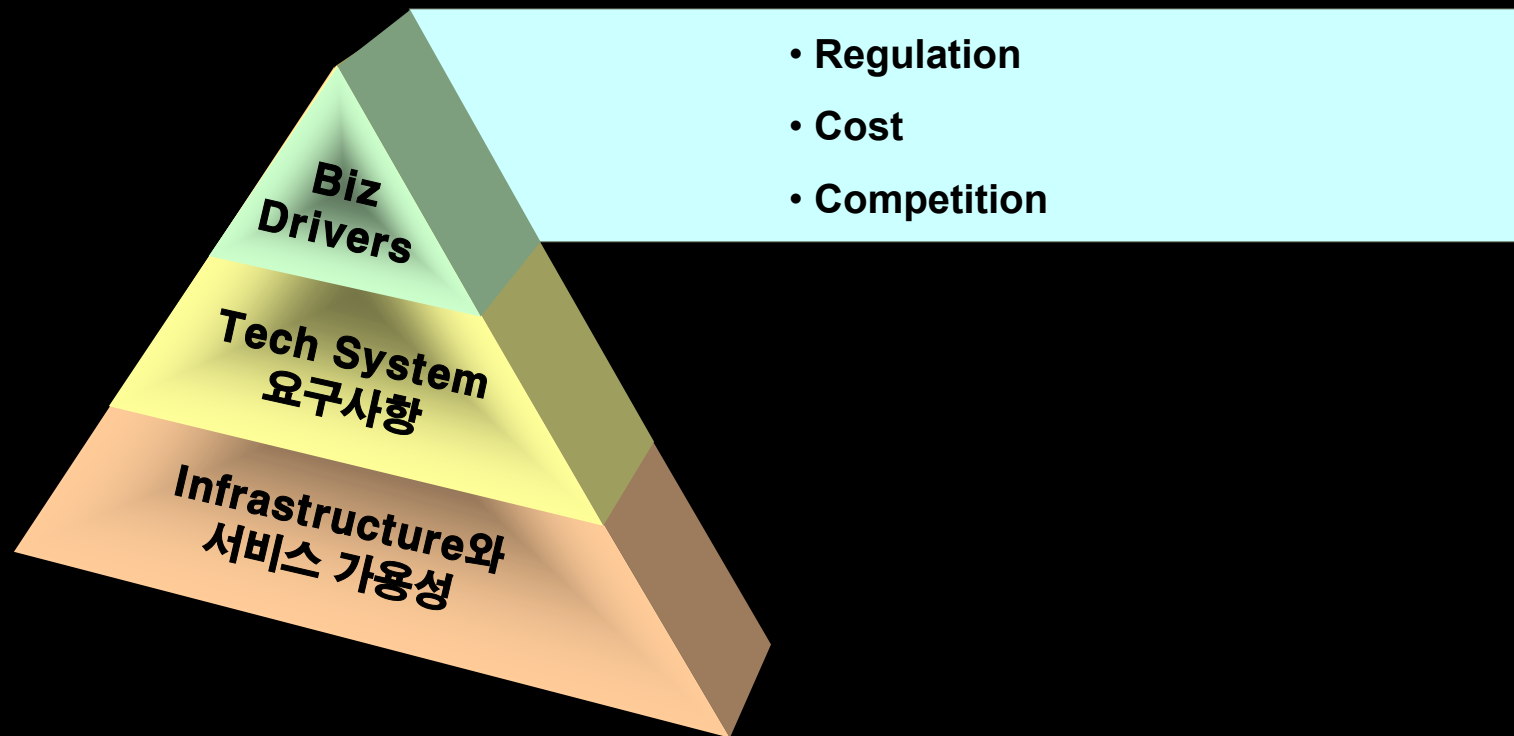 Biz
Drivers
Tech System
요구사항
Infrastructure와
서비스 가용성
• Regulation
• Cost
• Competition